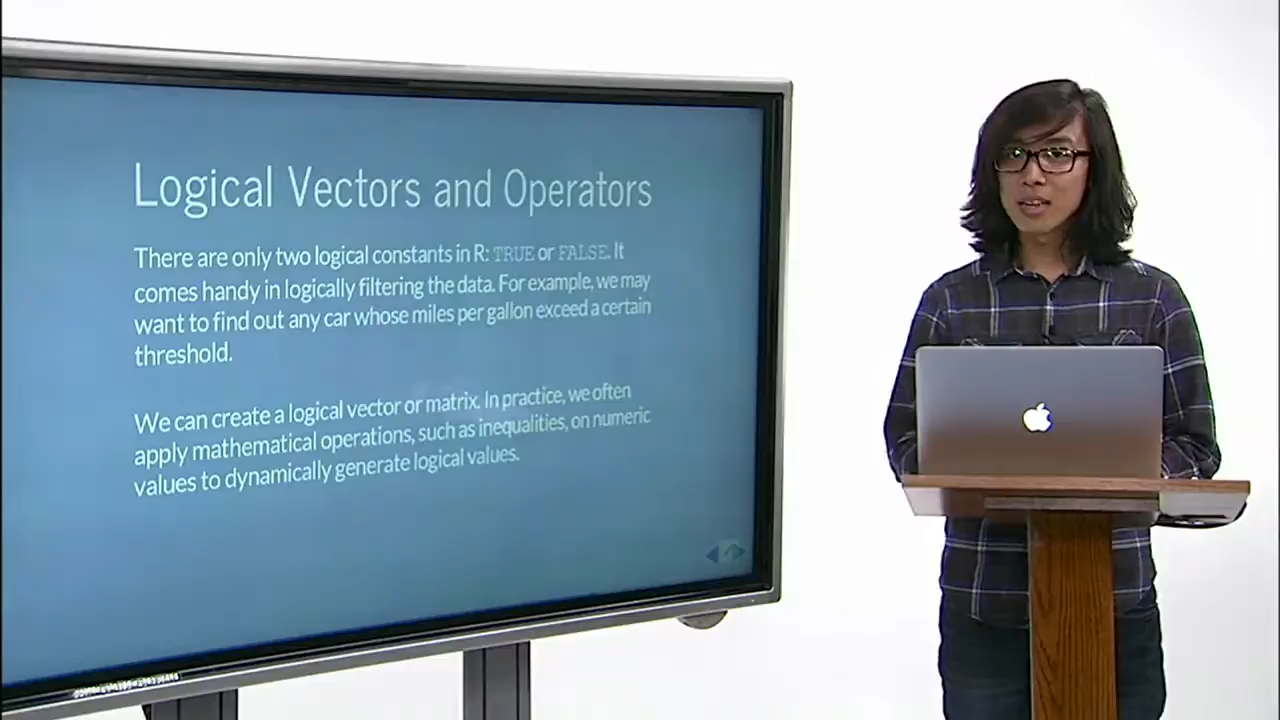 Logical Vectors and Operators
There are only two logical constants in R: TRUE or FALSE. It
comes handy in logically filtering the data. For example, we may
want to find out any car whose miles per gallon exceed a certain
threshold.
We can create a logical vector or matrix. In practice, we often
apply mathematical operations, such as inequalities, on numeric
values to dynamically generate logical values.